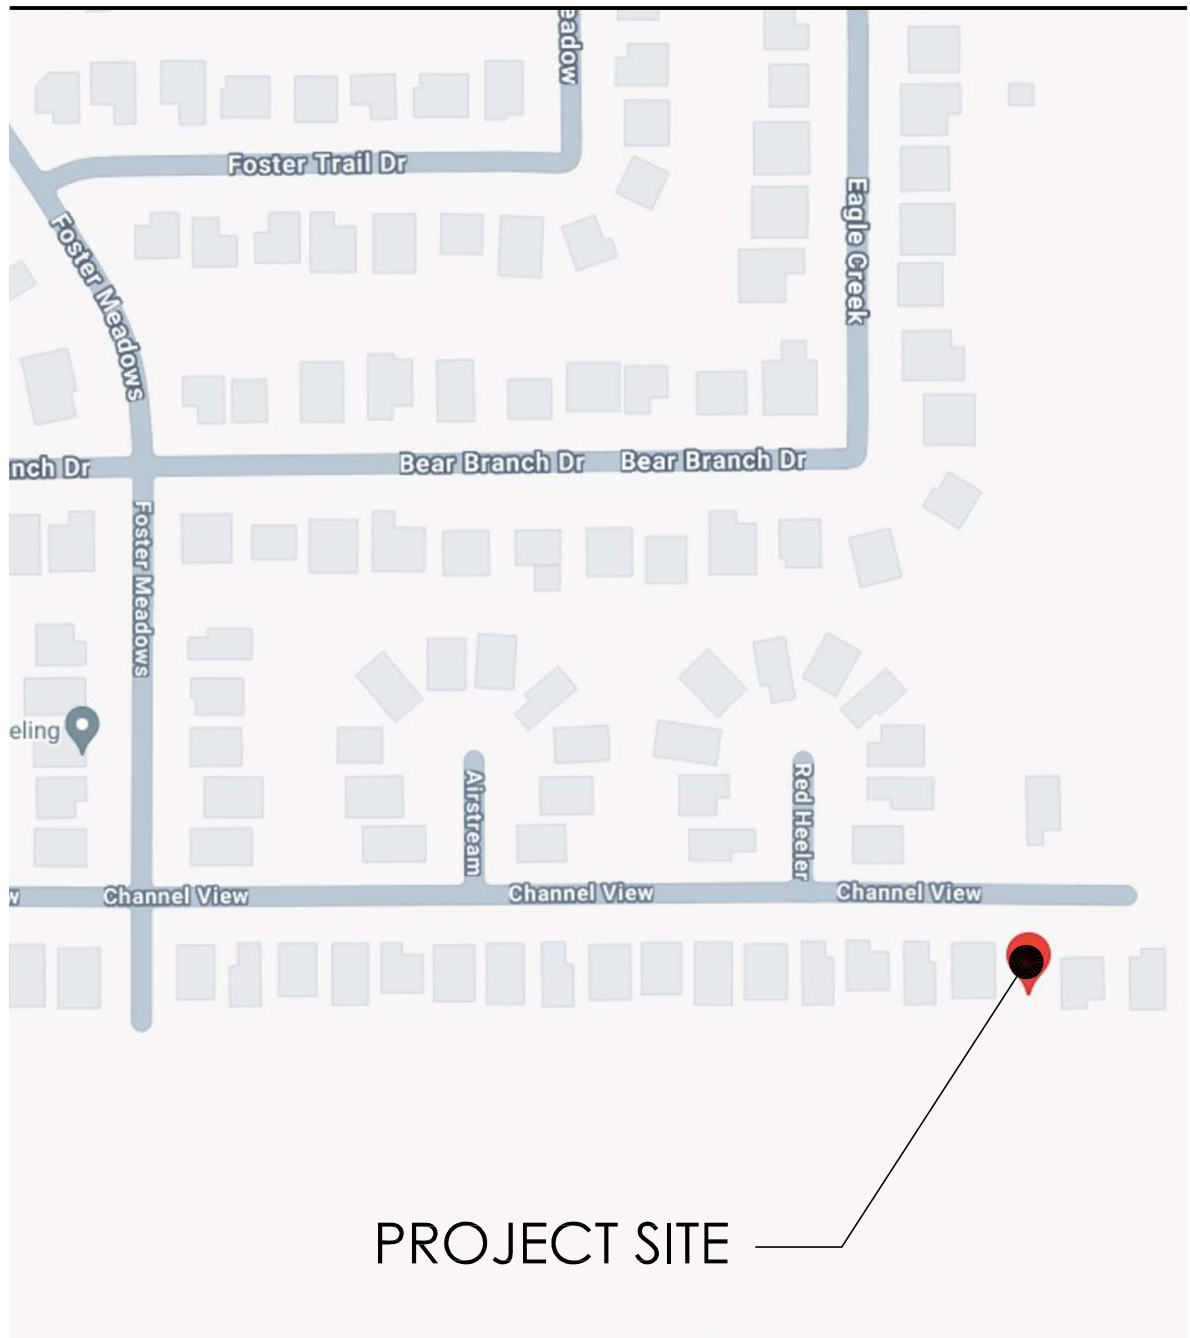 eadow
Foster Trail Dr
Eagle Creek
Foster Meadows
nch Dr
Bear Branch Dr
Bear Branch Dr
Foster Meadows
eling
Airstream
Red Heeler
w
Channel View
Channel View
Channel View
PROJECT SITE